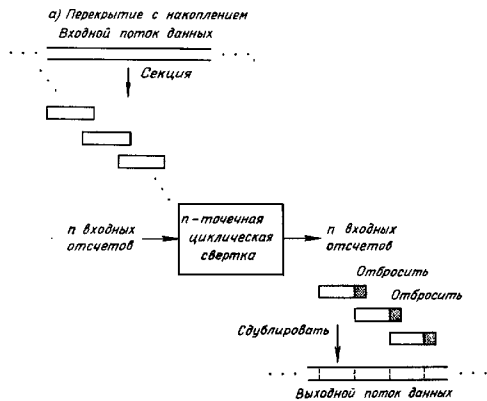 а) Перекрытие с накоплением
Входной поток данных
Секция
n входных
отсчетов
n-точечная
циклическая
свертка
n входных
отсчетов
Отбросить
Отбросить
Сдублировать
Выходной поток данных